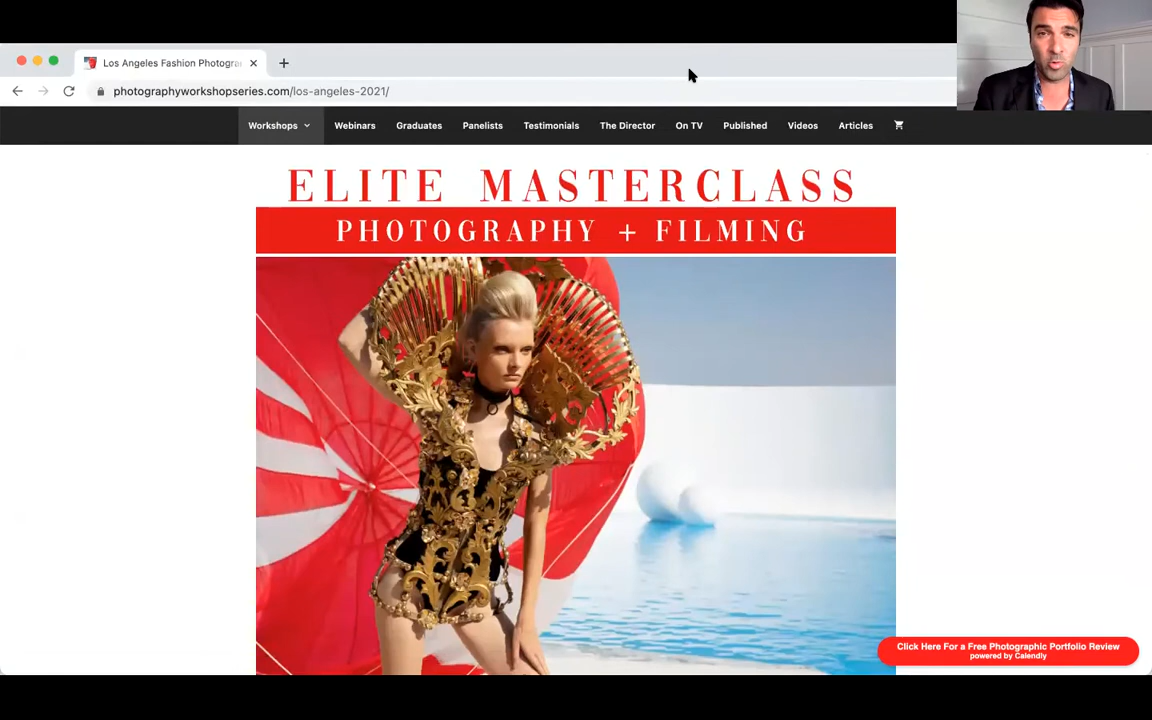 Los Angeles Fashion Photogra
photographyworkshopseries.com/los-angeles-2021/
Workshops Webinars Graduates Panelists Testimonials The Director On TV Published Videos Articles
ELITE MASTERCLASS
PHOTOGRAPHY + FILMING
Click Here For a Free Photographic Portfolio Review
powered by Calendly